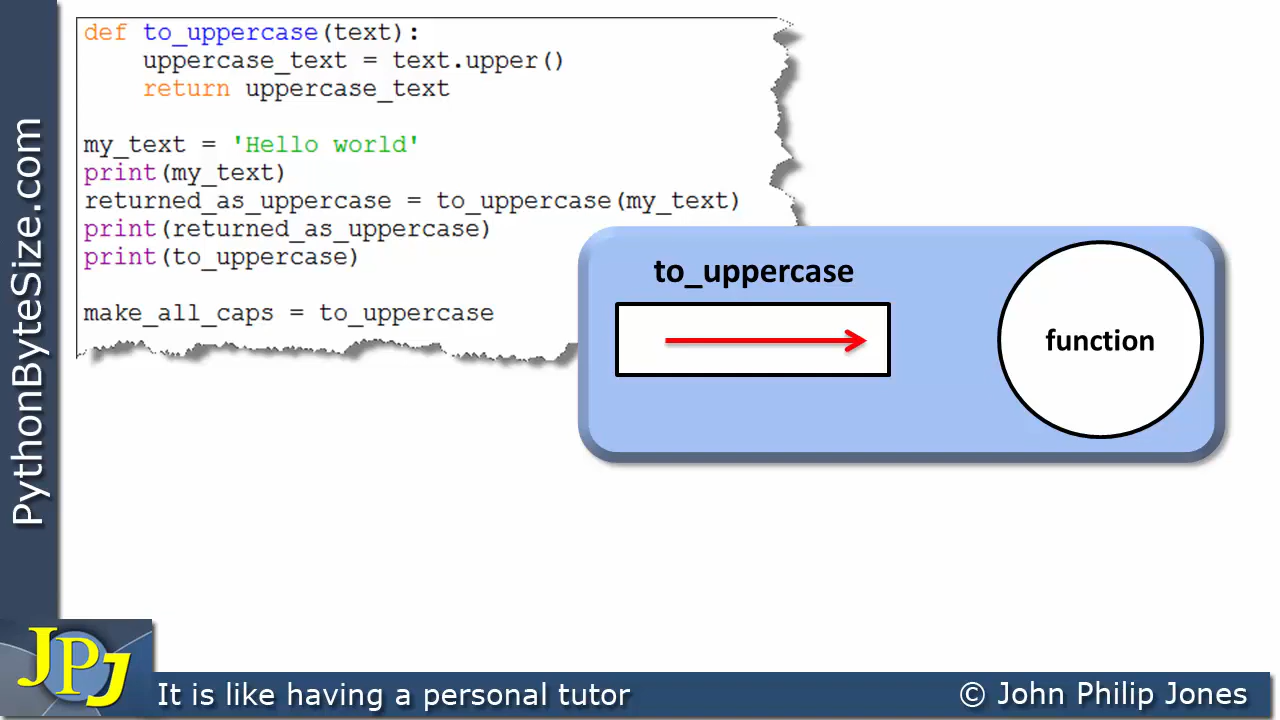 def to_uppercase(text):
    uppercase_text = text.upper()
    return uppercase_text
my_text = 'Hello world'
print(my_text)
returned_as_uppercase = to_uppercase(my_text)
print(returned_as_uppercase)
print(to_uppercase)
make_all_caps = to_uppercase
to_uppercase
function
PythonByteSize.com
JPJ
It is like having a personal tutor
© John Philip Jones